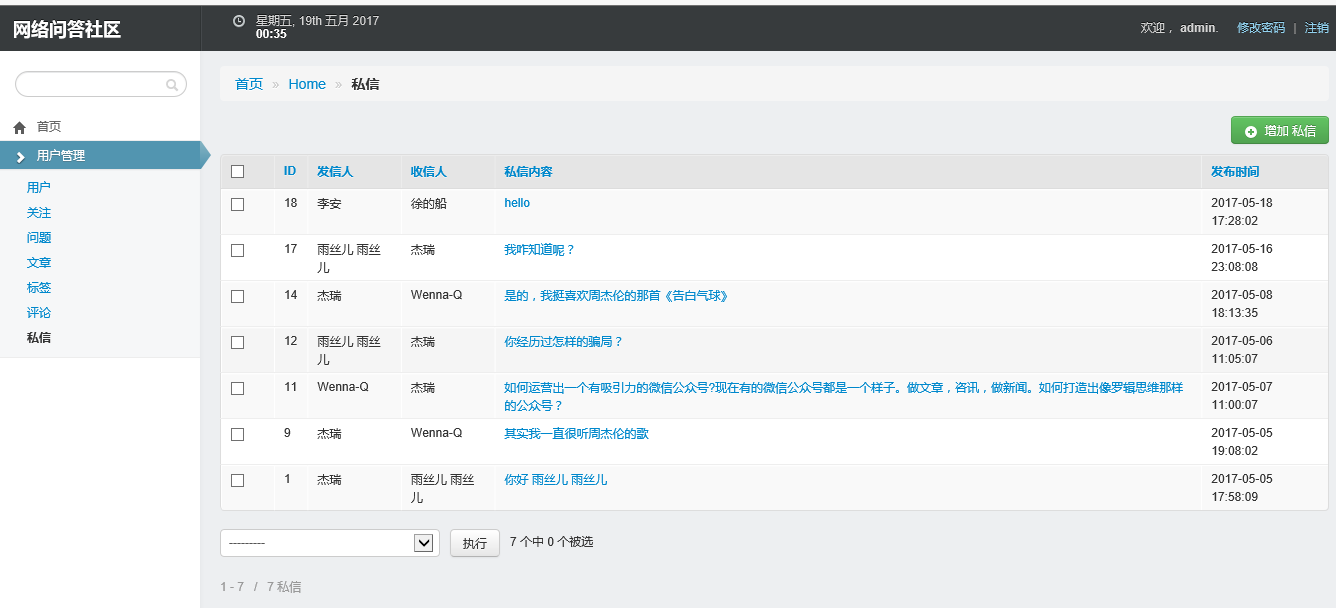 网络问答社区
星期五, 19th 五月 2017
00:35
欢迎， admin. 修改密码 | 注销
首页
用户管理
用户
关注
问题
文章
标签
评论
私信
首页 » Home » 私信
增加 私信
ID 发信人 收信人 私信内容 发布时间
18 李安 徐的船 hello 2017-05-18
17:28:02
17 雨丝儿 雨丝 杰瑞 我咋知道呢？ 2017-05-16
儿 23:08:08
14 杰瑞 Wenna-Q 是的，我挺喜欢周杰伦的那首《告白气球》 2017-05-08
18:13:35
12 雨丝儿 雨丝 杰瑞 你经历过怎样的骗局？ 2017-05-06
儿 11:05:07
11 Wenna-Q 杰瑞 如何运营出一个有吸引力的微信公众号?现在有的微信公众号都是一个样子。做文章，咨讯，做新闻。如何打造出像罗辑思维那样 2017-05-07
的公众号？ 11:00:07
9 杰瑞 Wenna-Q 其实我一直很听周杰伦的歌 2017-05-05
19:08:02
1 杰瑞 雨丝儿 雨丝 你好 雨丝儿 雨丝儿 2017-05-05
儿 17:58:09
--------- 执行 7 个中 0 个被选
1 - 7 / 7 私信